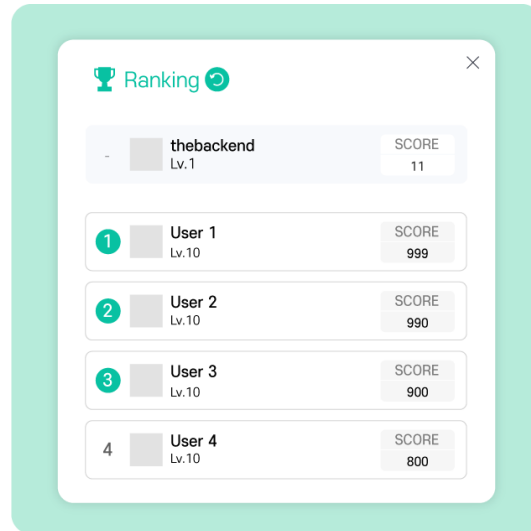 Ranking
- thebackend SCORE
Lv.1 11
1 User 1 SCORE
Lv.10 999
2 User 2 SCORE
Lv.10 990
3 User 3 SCORE
Lv.10 900
4 User 4 SCORE
Lv.10 800